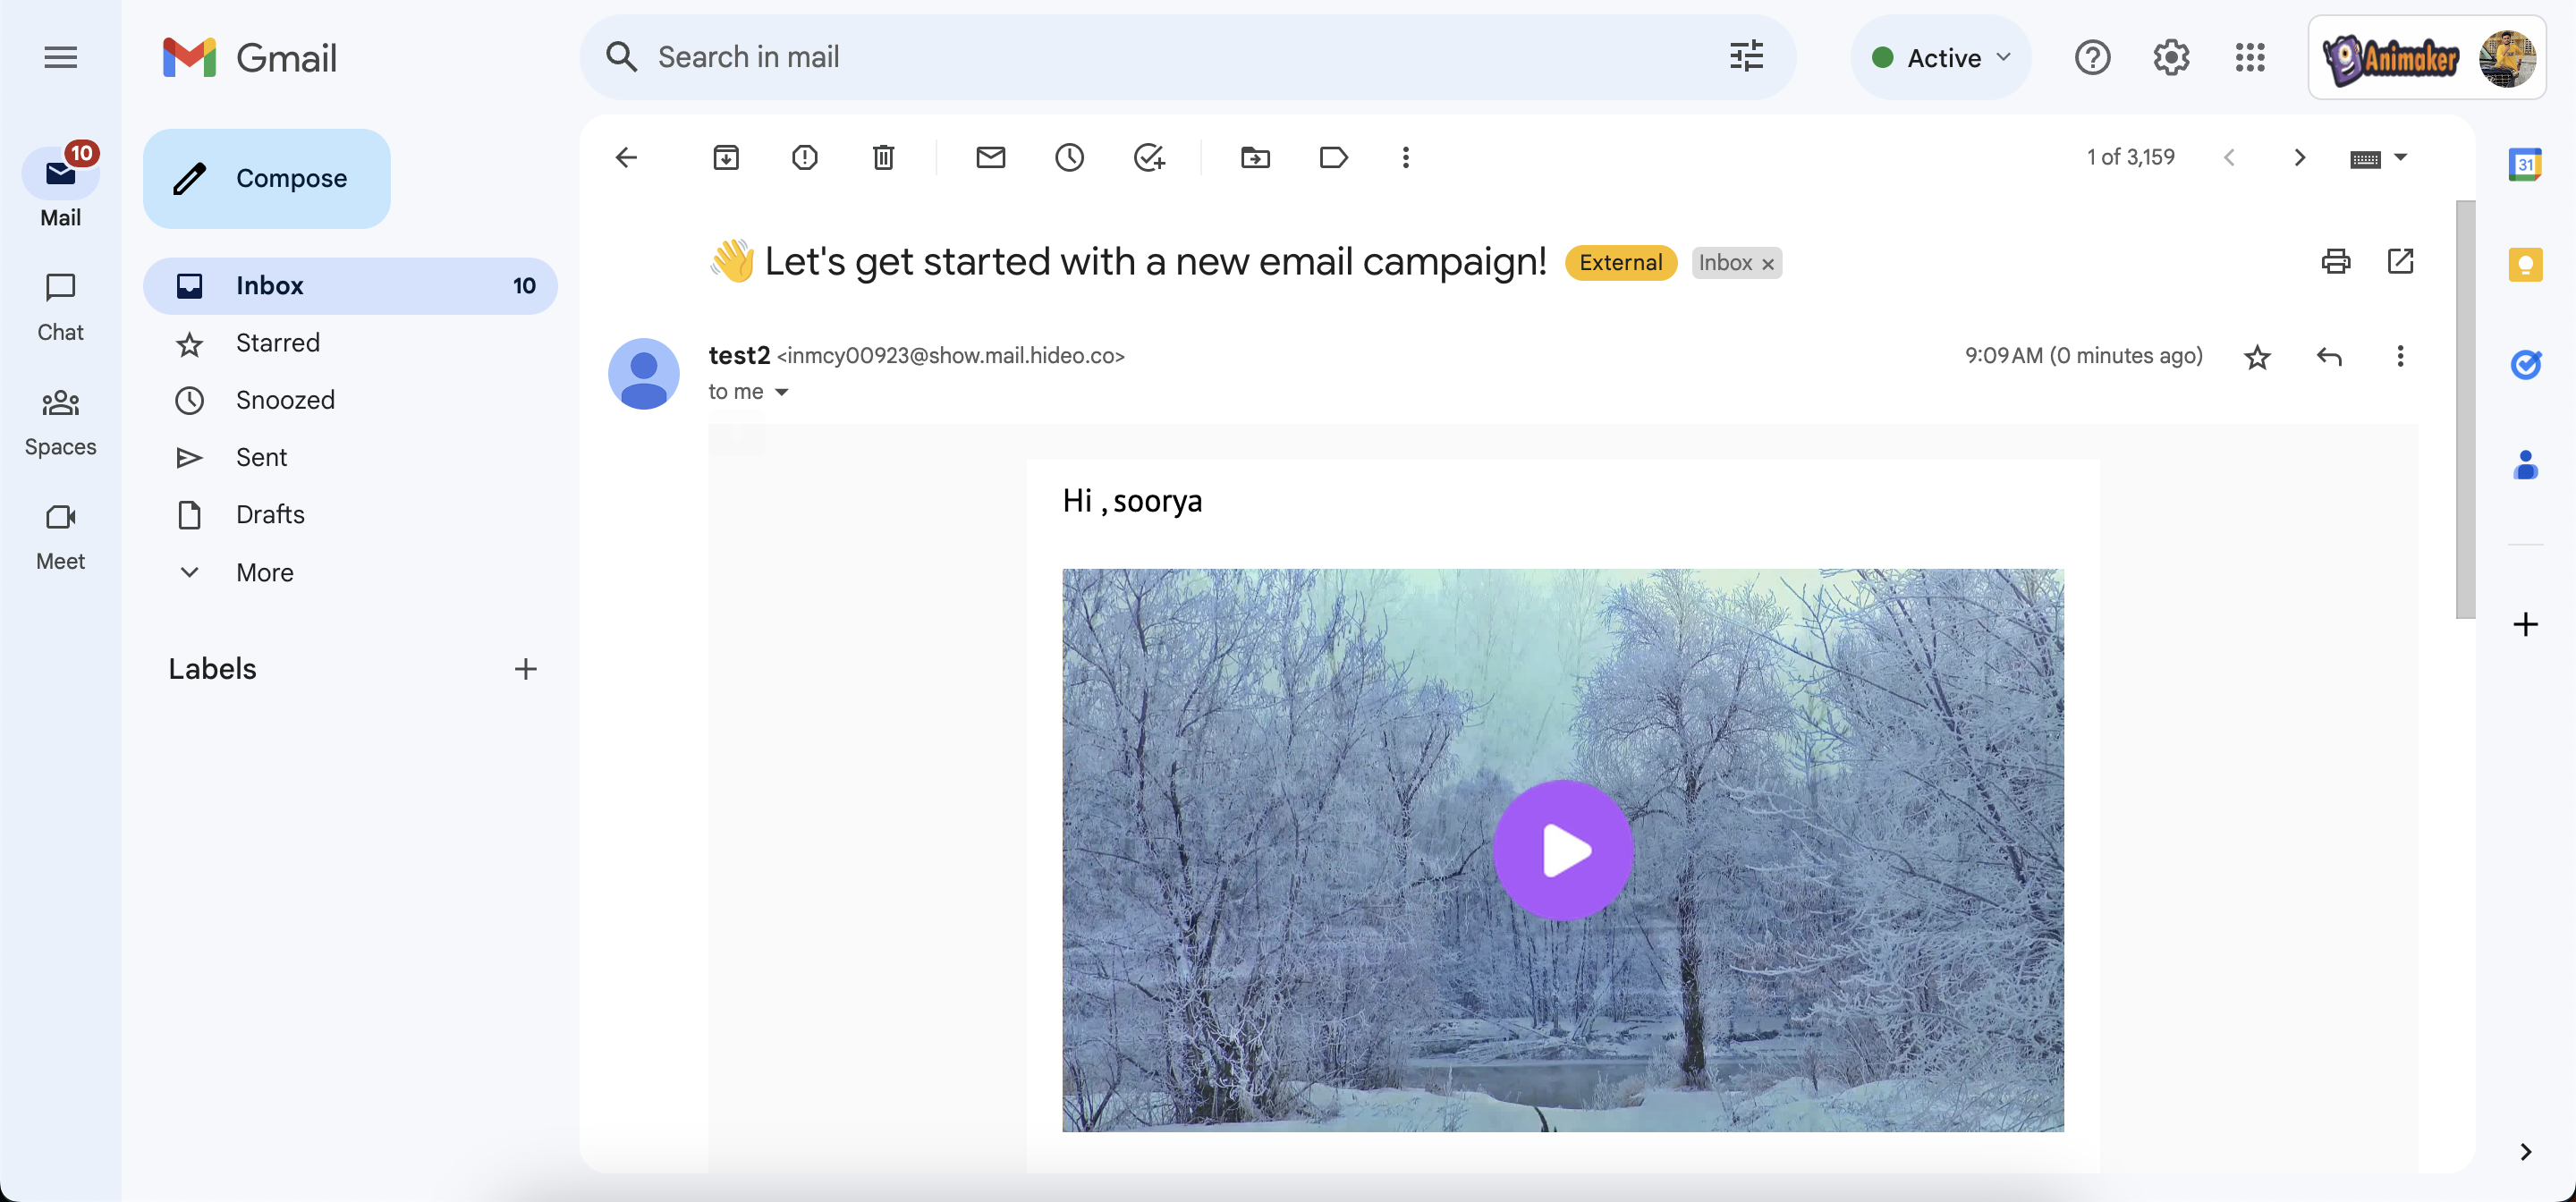 Gmail
Search in mail
Active
Animaker
10
Mail
Chat
Spaces
Meet
Compose
Inbox 10
Starred
Snoozed
Sent
Drafts
More
Labels
1 of 3,159
👋 Let's get started with a new email campaign! External Inbox x
test2 <inmcy00923@show.mail.hideo.co> 9:09 AM (0 minutes ago)
to me
Hi , soorya
31